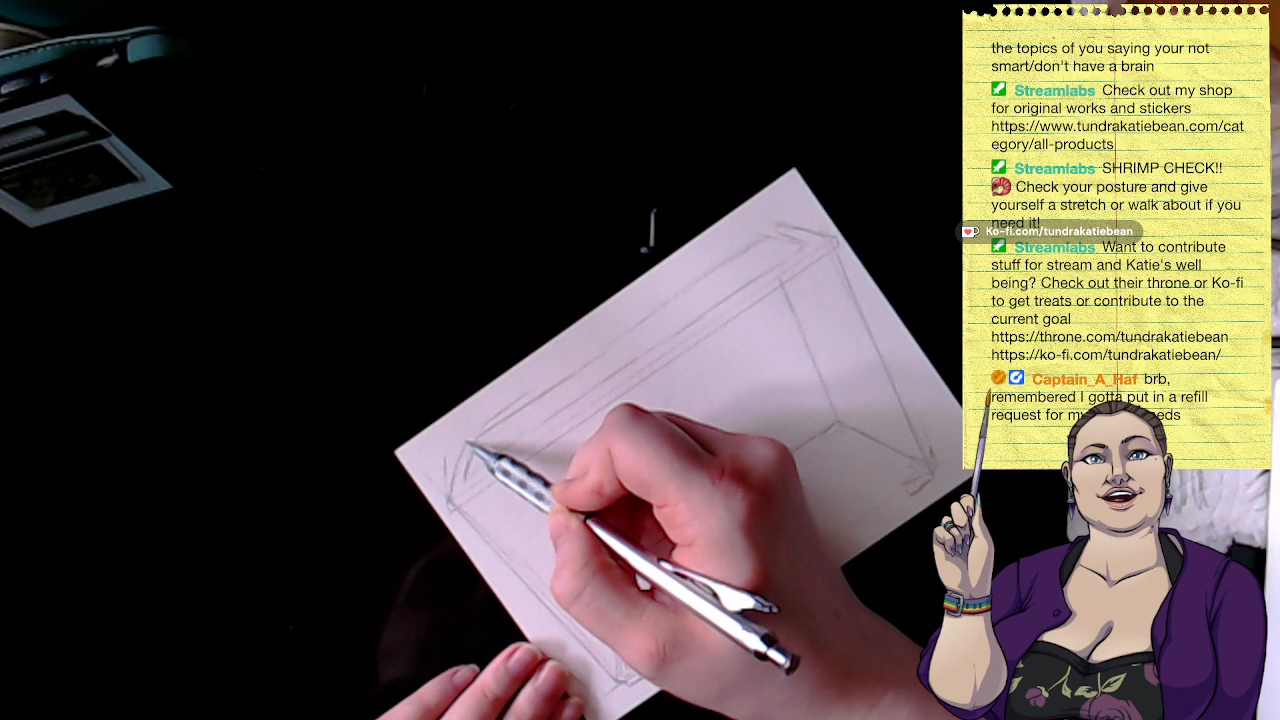 the topics of you saying your not
smart/don't have a brain
Streamlabs Check out my shop
for original works and stickers
https://www.tundrakatiebean.com/cat
egory/all-products
Streamlabs SHRIMP CHECK!!
Check your posture and give
yourself a stretch or walk about if you
need it!
Ko-fi.com/tundrakatiebean
Streamlabs Want to contribute
stuff for stream and Katie's well
being? Check out their throne or Ko-fi
to get treats or contribute to the
current goal
https://throne.com/tundrakatiebean
https://ko-fi.com/tundrakatiebean/
Captain_A_Haf brb,
remembered I gotta put in a refill
request for